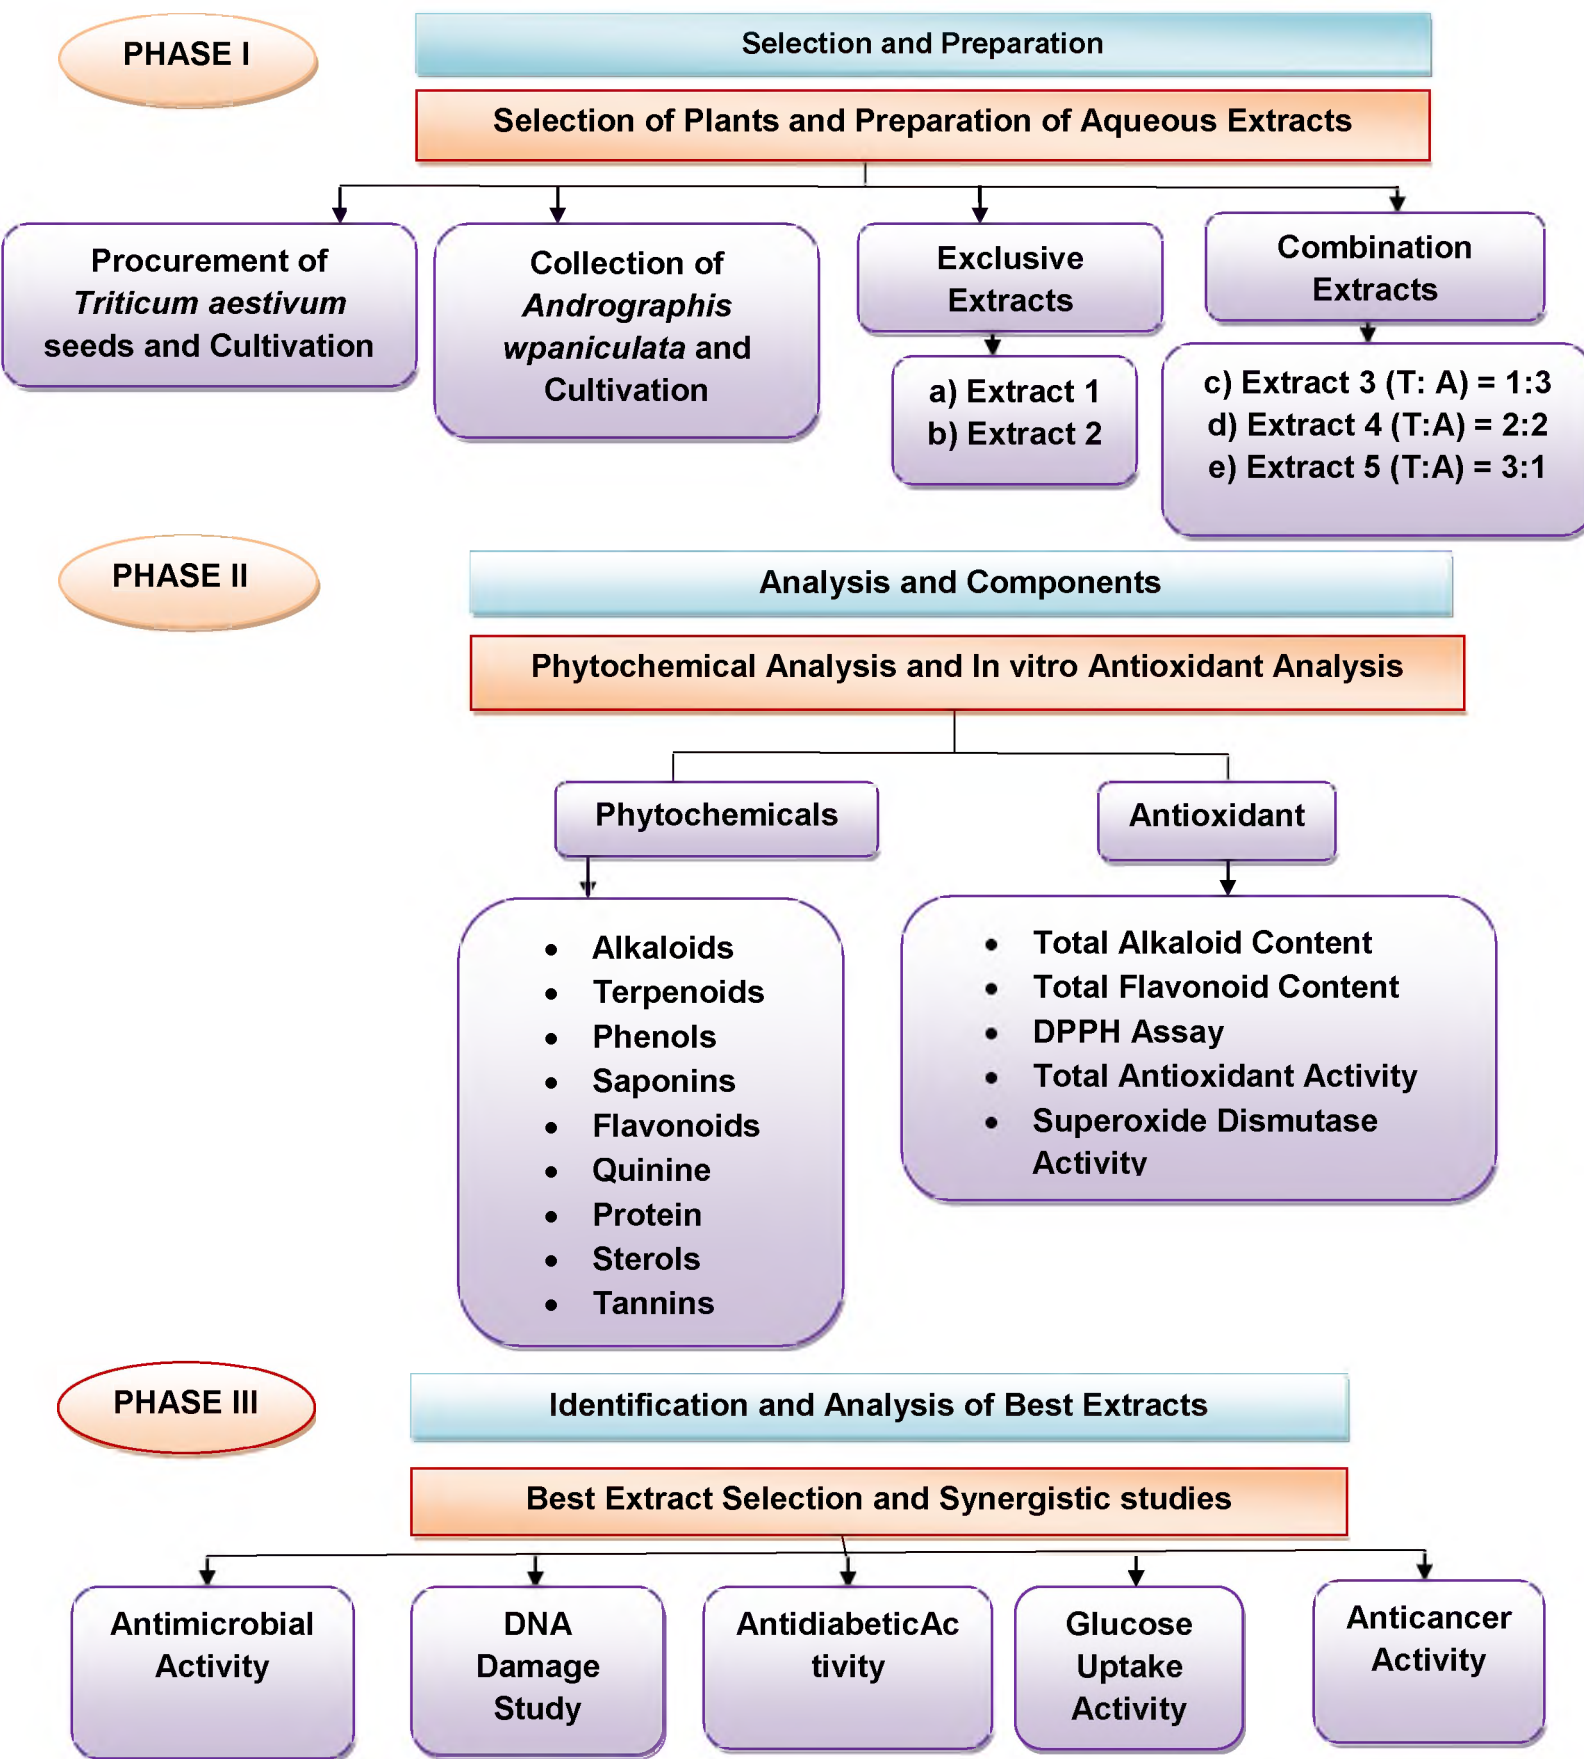 PHASE I
Selection and Preparation
Selection of Plants and Preparation of Aqueous Extracts
Procurement of
Triticum aestivum
seeds and Cultivation
Collection of
Andrographis
wpaniculata and
Cultivation
Exclusive
Extracts
Combination
Extracts
a) Extract 1
b) Extract 2
c) Extract 3 (T: A) = 1:3
d) Extract 4 (T:A) = 2:2
e) Extract 5 (T:A) = 3:1
PHASE II
Analysis and Components
Phytochemical Analysis and In vitro Antioxidant Analysis
Phytochemicals
Antioxidant
• Alkaloids
• Terpenoids
• Phenols
• Saponins
• Flavonoids
• Quinine
• Protein
• Sterols
• Tannins
• Total Alkaloid Content
• Total Flavonoid Content
• DPPH Assay
• Total Antioxidant Activity
• Superoxide Dismutase
Activity
PHASE III
Identification and Analysis of Best Extracts
Best Extract Selection and Synergistic studies
Antimicrobial
Activity
DNA
Damage
Study
AntidiabeticAc
tivity
Glucose
Uptake
Activity
Anticancer
Activity